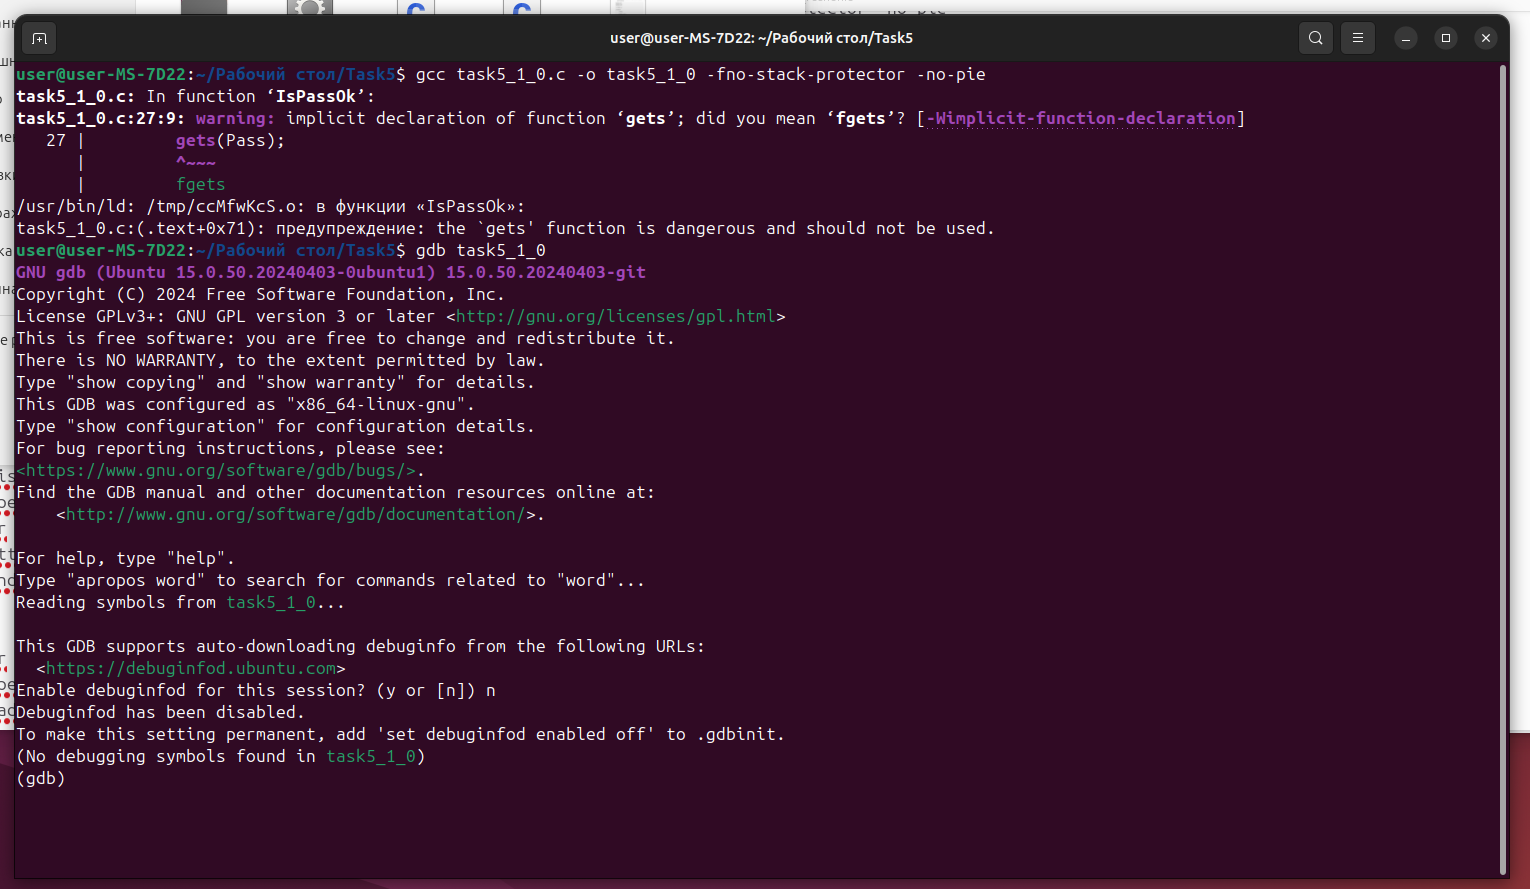 user@user-MS-7D22: ~/Рабочий стол/Task5
user@user-MS-7D22:~/Рабочий стол/Task5$ gcc task5_1_0.c -o task5_1_0 -fno-stack-protector -no-pie
task5_1_0.c: In function ‘IsPassOk’:
task5_1_0.c:27:9: warning: implicit declaration of function ‘gets’; did you mean ‘fgets’? [-Wimplicit-function-declaration]
   27 |         gets(Pass);
      |         ^~~~
      |         fgets
/usr/bin/ld: /tmp/ccMfwKcS.o: в функции «IsPassOk»:
task5_1_0.c:(.text+0x71): предупреждение: the `gets' function is dangerous and should not be used.
user@user-MS-7D22:~/Рабочий стол/Task5$ gdb task5_1_0
GNU gdb (Ubuntu 15.0.50.20240403-0ubuntu1) 15.0.50.20240403-git
Copyright (C) 2024 Free Software Foundation, Inc.
License GPLv3+: GNU GPL version 3 or later <http://gnu.org/licenses/gpl.html>
This is free software: you are free to change and redistribute it.
There is NO WARRANTY, to the extent permitted by law.
Type "show copying" and "show warranty" for details.
This GDB was configured as "x86_64-linux-gnu".
Type "show configuration" for configuration details.
For bug reporting instructions, please see:
<https://www.gnu.org/software/gdb/bugs/>.
Find the GDB manual and other documentation resources online at:
    <http://www.gnu.org/software/gdb/documentation/>.

For help, type "help".
Type "apropos word" to search for commands related to "word"...
Reading symbols from task5_1_0...

This GDB supports auto-downloading debuginfo from the following URLs:
  <https://debuginfod.ubuntu.com>
Enable debuginfod for this session? (y or [n]) n
Debuginfod has been disabled.
To make this setting permanent, add 'set debuginfod enabled off' to .gdbinit.
(No debugging symbols found in task5_1_0)
(gdb)